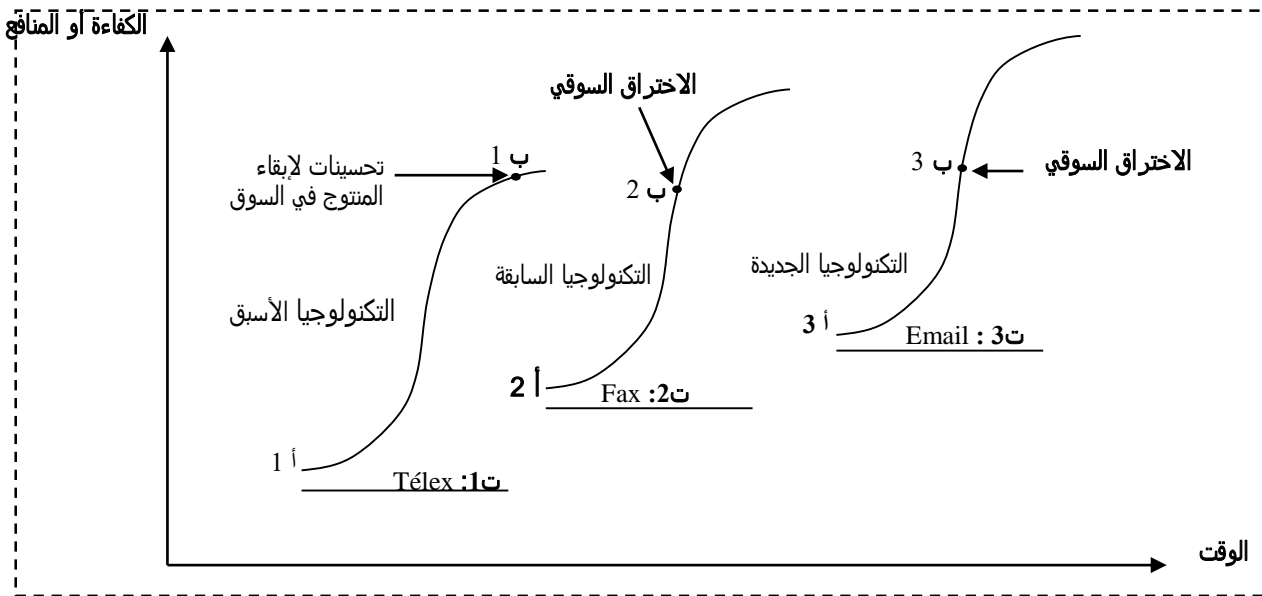 الكفاءة أو المنافع
الاختراق السوقي
ب 1
تحسينات لإبقاء
المنتوج في السوق
ب 2
ب 3
الاختراق السوقي
التكنولوجيا الجديدة
التكنولوجيا السابقة
التكنولوجيا الأسبق
أ 3
ت3 : Email
أ 2
ت2: Fax
أ 1
ت1: Télex
الوقت